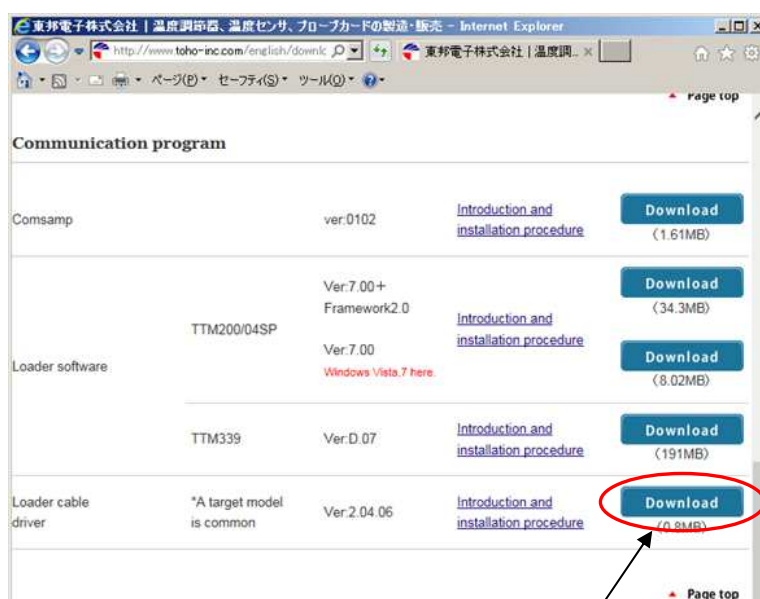 東邦電子株式会社 | 温度調節器、温度センサ、プローブカードの製造・販売 - Internet Explorer
http://www.toho-inc.com/english/downlc
東邦電子株式会社 | 温度調...
ページ(P) セーフティ(S) ツール(O)
Page top
Communication program
Comsamp
ver:0102
Introduction and
installation procedure
Download
(1.61MB)
Loader software
TTM200/04SP
Ver:7.00+
Framework2.0
Ver:7.00
Windows Vista,7 here.
Introduction and
installation procedure
Download
(34.3MB)
Download
(8.02MB)
TTM339
Ver:D.07
Introduction and
installation procedure
Download
(191MB)
Loader cable
driver
*A target model
is common
Ver:2.04.06
Introduction and
installation procedure
Download
(0.8MB)
Page top